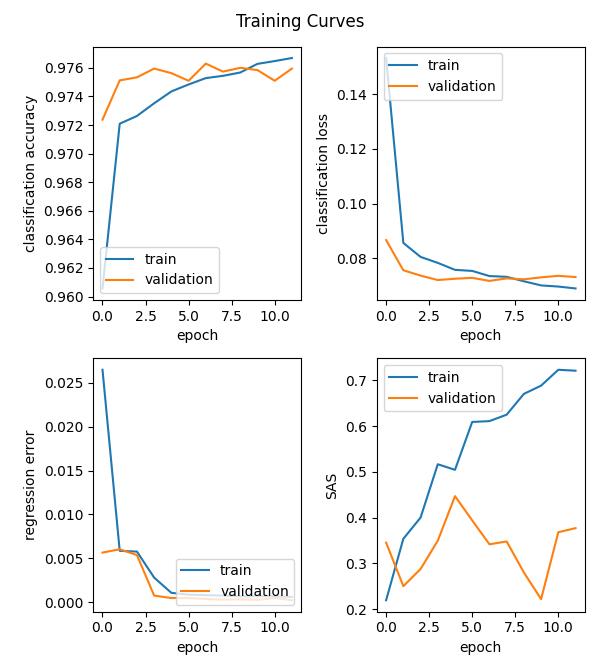 Training Curves
classification accuracy
0.976
0.974
0.972
0.970
0.968
0.966
0.964
0.962
0.960
train
validation
0.0 2.5 5.0 7.5 10.0
epoch
classification loss
0.14
0.12
0.10
0.08
train
validation
0.0 2.5 5.0 7.5 10.0
epoch
regression error
0.025
0.020
0.015
0.010
0.005
0.000
train
validation
0.0 2.5 5.0 7.5 10.0
epoch
SAS
0.7
0.6
0.5
0.4
0.3
0.2
train
validation
0.0 2.5 5.0 7.5 10.0
epoch